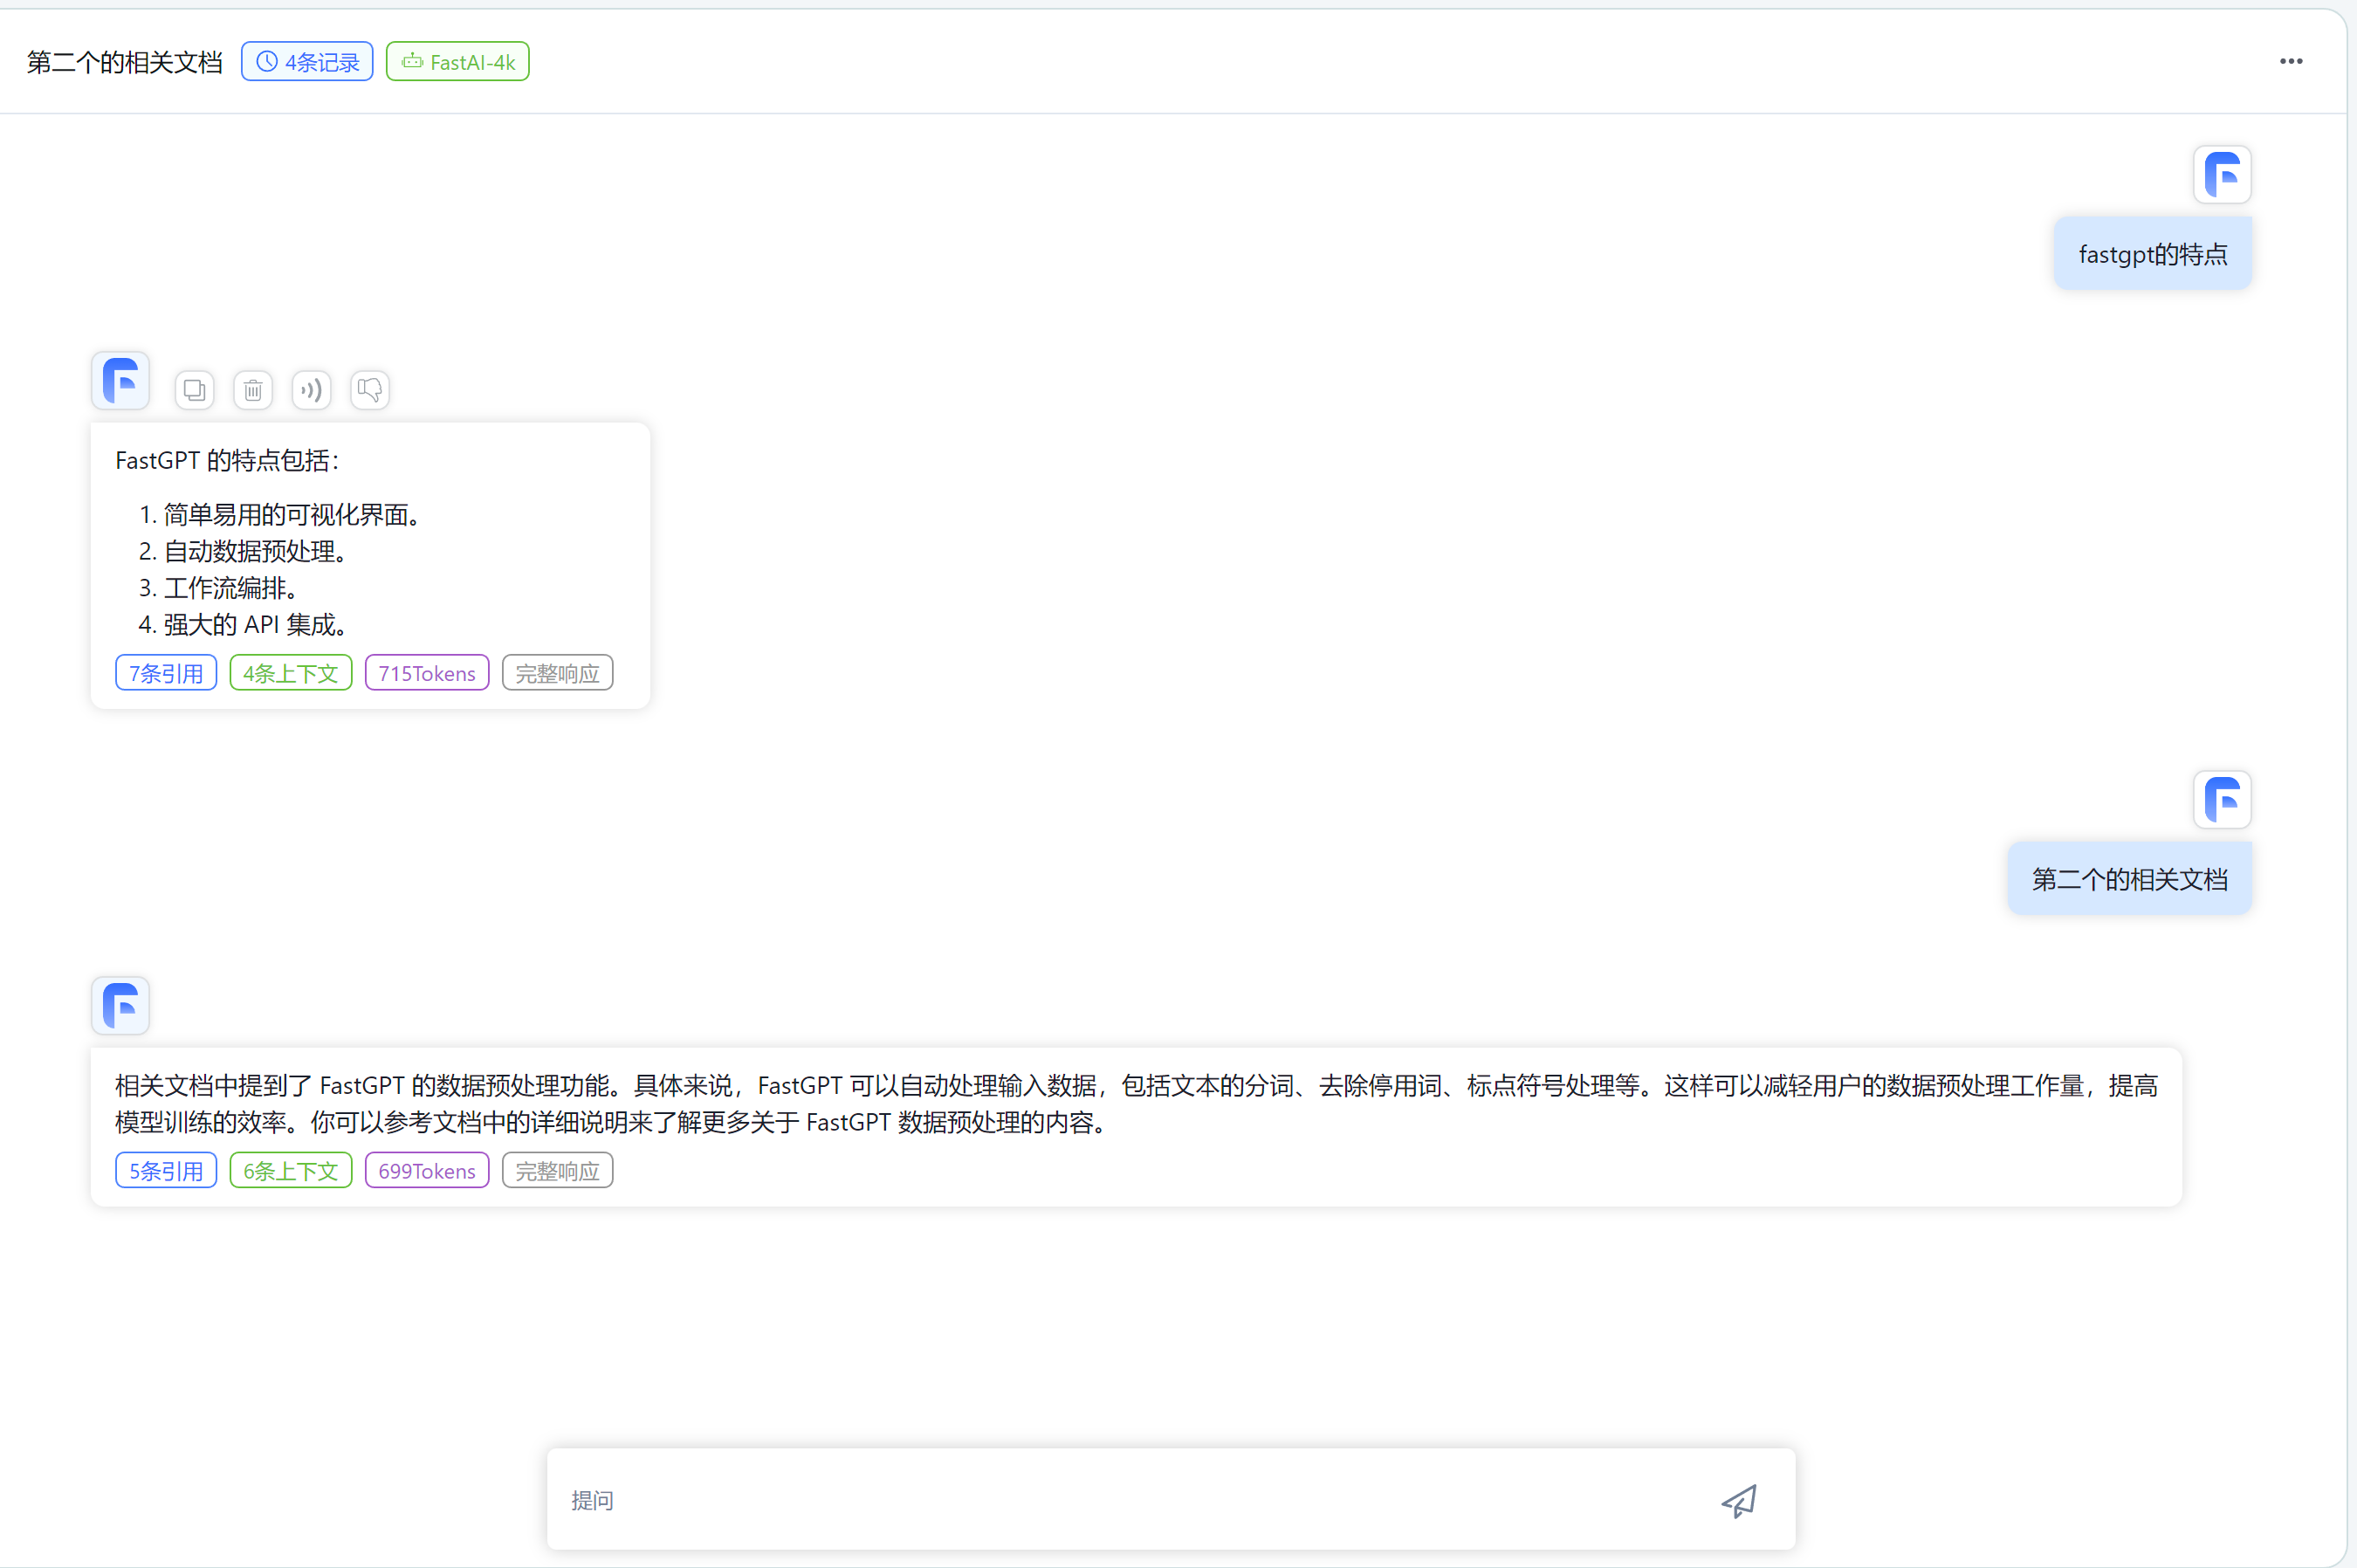 第二个的相关文档 4条记录 FastAI-4k
fastgpt的特点
FastGPT 的特点包括：
1. 简单易用的可视化界面。
2. 自动数据预处理。
3. 工作流编排。
4. 强大的 API 集成。
7条引用 4条上下文 715Tokens 完整响应
第二个的相关文档
相关文档中提到了 FastGPT 的数据预处理功能。具体来说，FastGPT 可以自动处理输入数据，包括文本的分词、去除停用词、标点符号处理等。这样可以减轻用户的数据预处理工作量，提高
模型训练的效率。你可以参考文档中的详细说明来了解更多关于 FastGPT 数据预处理的内容。
5条引用 6条上下文 699Tokens 完整响应
提问